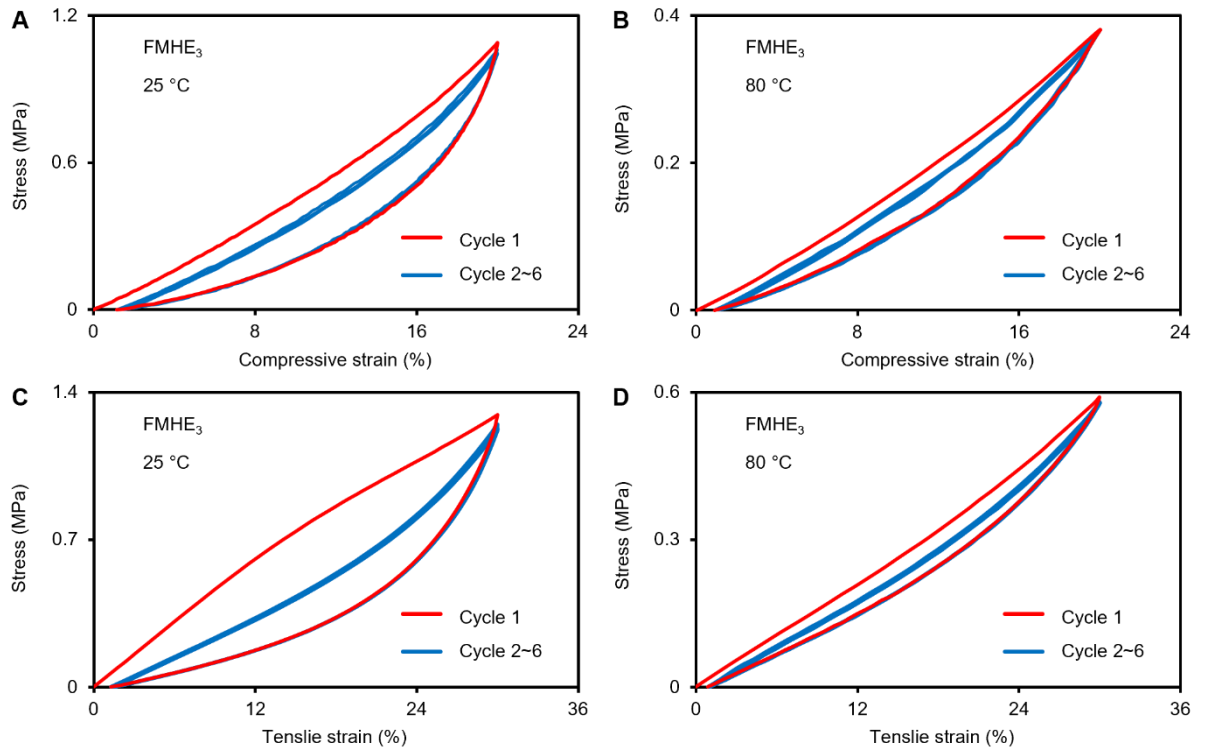 A
1.2
0.6
0
Stress (MPa)
FMHE₃
25 °C
Cycle 1
Cycle 2~6
0 8 16 24
Compressive strain (%)
B
0.4
0.2
0
Stress (MPa)
FMHE₃
80 °C
Cycle 1
Cycle 2~6
0 8 16 24
Compressive strain (%)
C
1.4
0.7
0
Stress (MPa)
FMHE₃
25 °C
Cycle 1
Cycle 2~6
0 12 24 36
Tenslie strain (%)
D
0.6
0.3
0
Stress (MPa)
FMHE₃
80 °C
Cycle 1
Cycle 2~6
0 12 24 36
Tenslie strain (%)